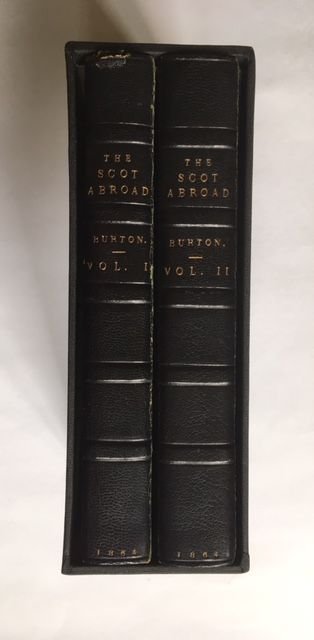 THE
SCOT
ABROAD
BURTON.
VOL. I
1864
THE
SCOT
ABROAD
BURTON.
VOL. II
1864